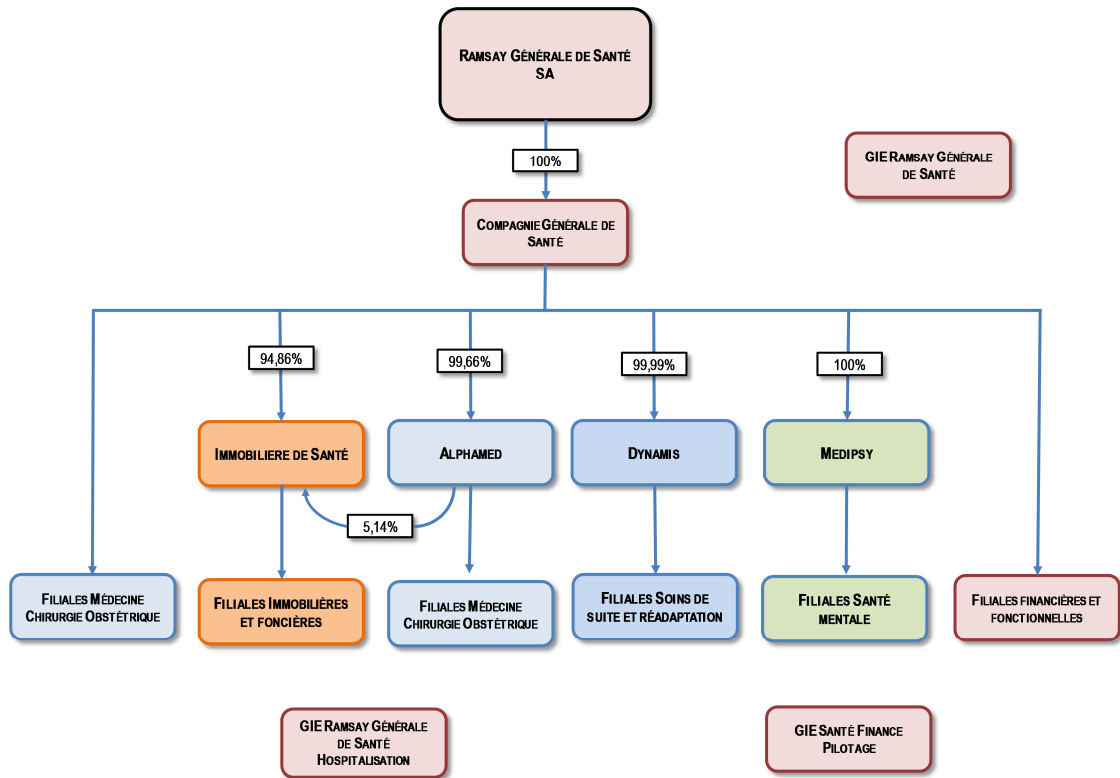 RAMSAY GÉNÉRALE DE SANTÉ
SA
100%
GIE RAMSAY GÉNÉRALE
DE SANTÉ
COMPAGNIE GÉNÉRALE DE
SANTÉ
94,86%
99,66%
99,99%
100%
IMMOBILIERE DE SANTÉ
ALPHAMED
DYNAMIS
MEDIPSY
5,14%
FILIALES MÉDECINE
CHIRURGIE OBSTÉTRIQUE
FILIALES IMMOBILIÈRES
ET FONCIÈRES
FILIALES MÉDECINE
CHIRURGIE OBSTÉTRIQUE
FILIALES SOINS DE
SUITE ET RÉADAPTATION
FILIALES SANTÉ
MENTALE
FILIALES FINANCIÈRES ET
FONCTIONNELLES
GIE RAMSAY GÉNÉRALE
DE SANTÉ
HOSPITALISATION
GIE SANTÉ FINANCE
PILOTAGE